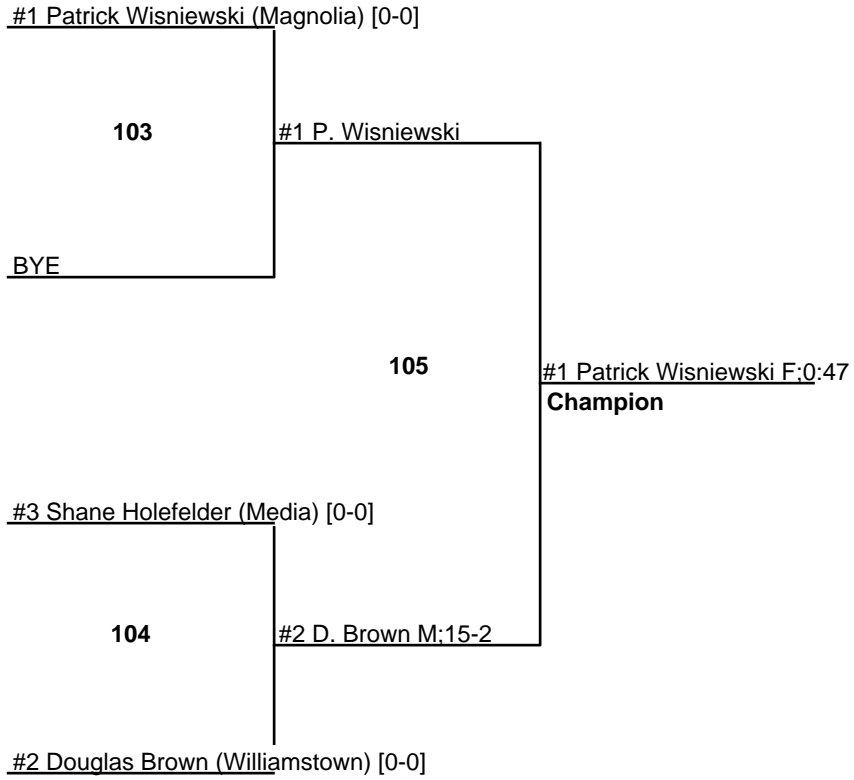 #1 Patrick Wisniewski (Magnolia) [0-0]
103
#1 P. Wisniewski
BYE
105
#1 Patrick Wisniewski F;0:47
Champion
#3 Shane Holefelder (Media) [0-0]
104
#2 D. Brown M;15-2
#2 Douglas Brown (Williamstown) [0-0]